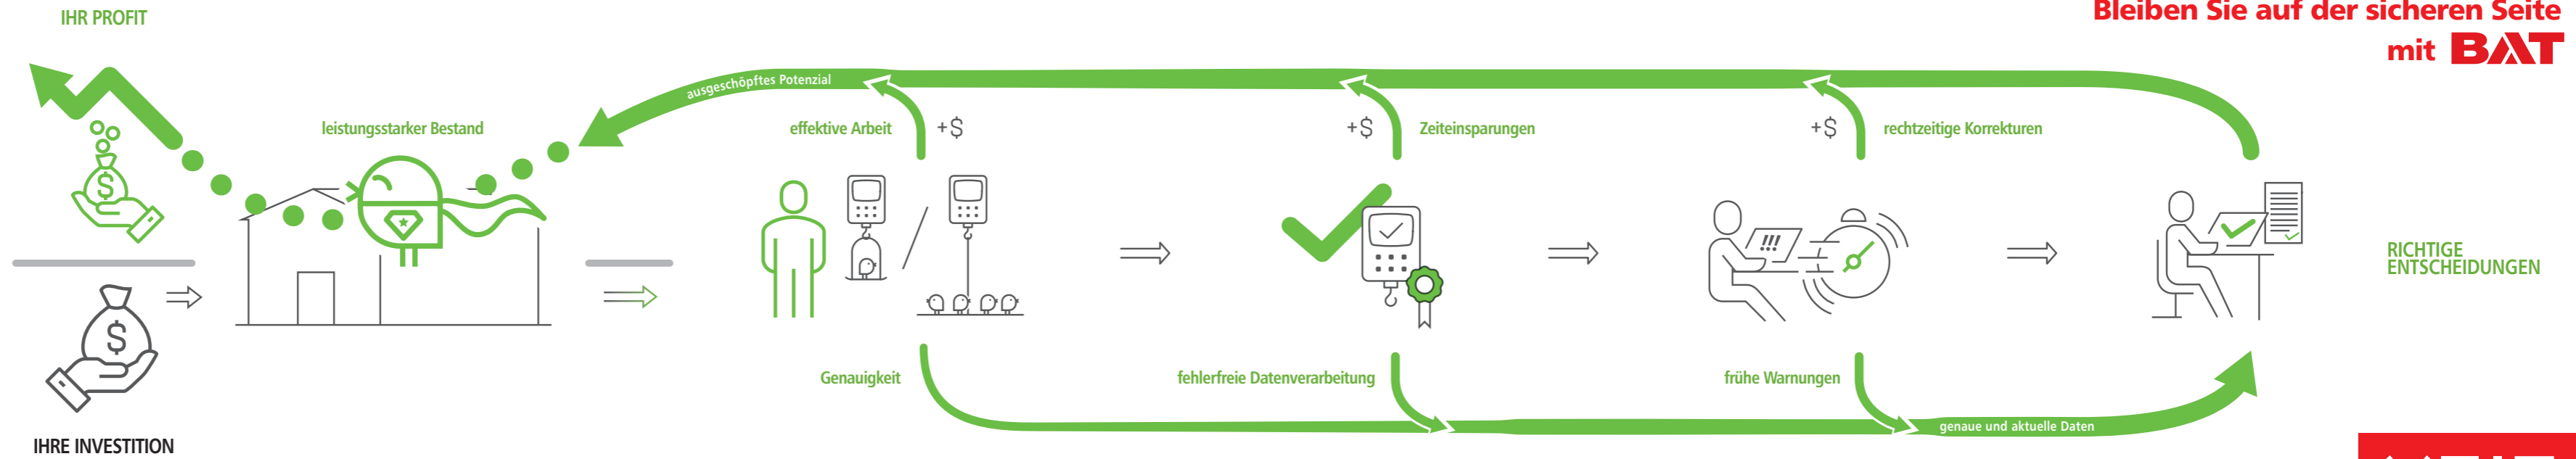 IHR PROFIT
Bleiben Sie auf der sicheren Seite
mit BAT
ausgeschöpftes Potenzial
leistungsstarker Bestand
effektive Arbeit
+$
+$
Zeiteinsparungen
+$
rechtzeitige Korrekturen
$
!!!
RICHTIGE
ENTSCHEIDUNGEN
$
Genauigkeit
fehlerfreie Datenverarbeitung
frühe Warnungen
genaue und aktuelle Daten
IHRE INVESTITION